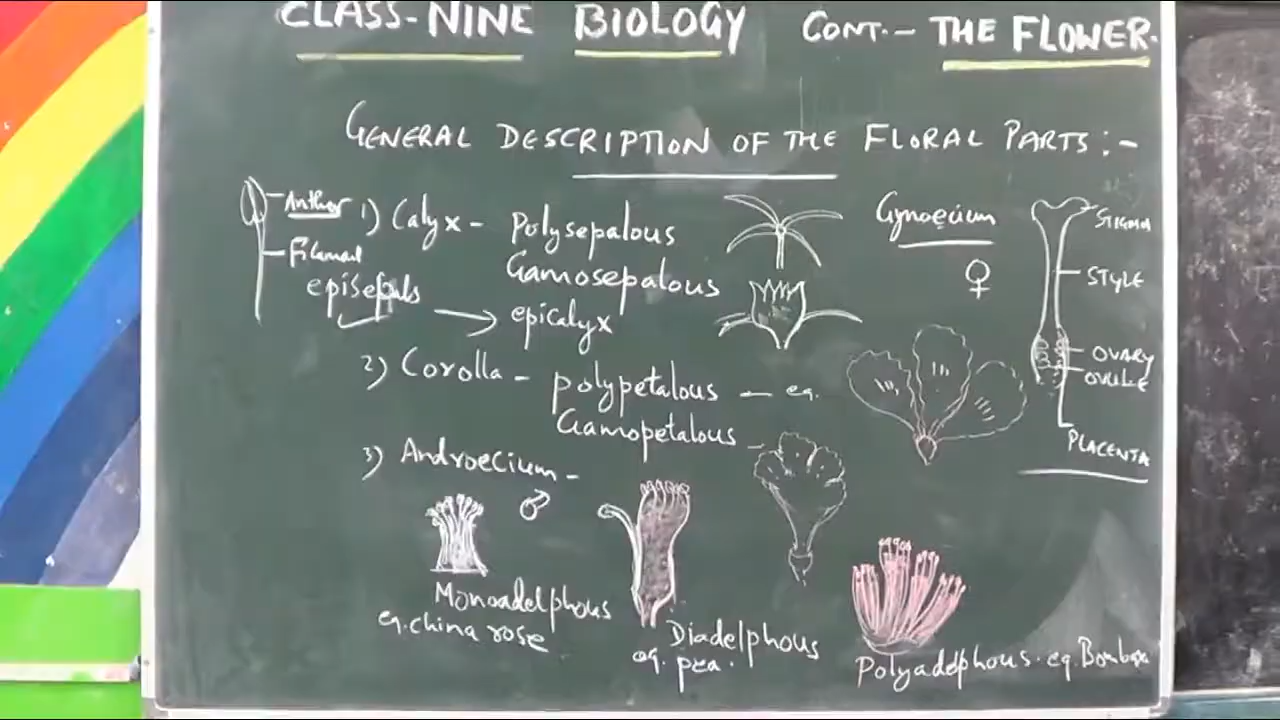 CLASS-NINE BIOLOGY CONT.- THE FLOWER.
GENERAL DESCRIPTION OF THE FLORAL PARTS:-
Anther
Filament
1) Calyx - Polysepalous
Gamosepalous
episepals → epicalyx
2) Corolla - polypetalous - eg.
Gamopetalous -
3) Androecium - ♂
Monoadelphous
eg. china rose
Diadelphous
eg. pea.
Polyadelphous. eg. Bombax
Gynoecium
♀
STIGMA
STYLE
OVARY
OVULE
PLACENTA